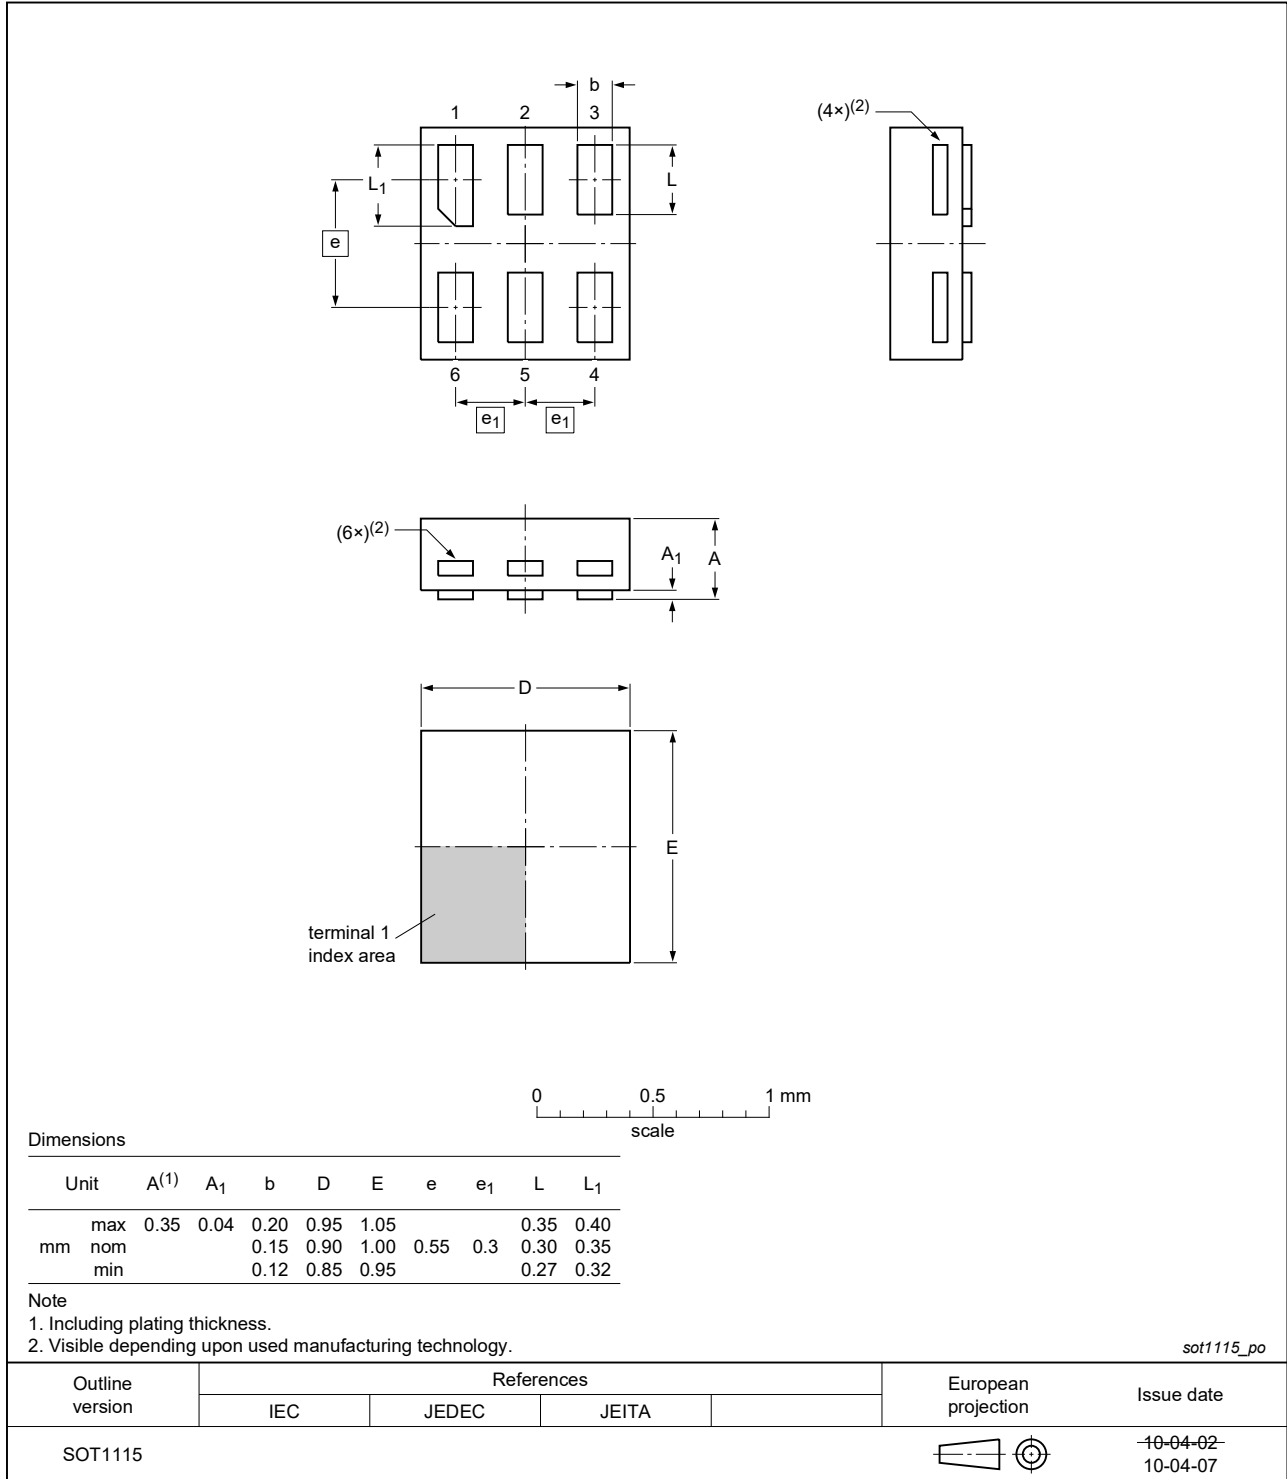 b
1 2 3
(4×)(2)
L1
L
e
6 5 4
e1 e1
(6×)(2)
A1 A
D
E
terminal 1
index area
0 0.5 1 mm
scale
Dimensions
Unit A(1) A1 b D E e e1 L L1
max 0.35 0.04 0.20 0.95 1.05 0.35 0.40
mm nom 0.15 0.90 1.00 0.55 0.3 0.30 0.35
min 0.12 0.85 0.95 0.27 0.32
Note
1. Including plating thickness.
2. Visible depending upon used manufacturing technology.
sot1115_po
Outline
version
References
IEC JEDEC JEITA
European
projection
Issue date
SOT1115
10-04-02
10-04-07